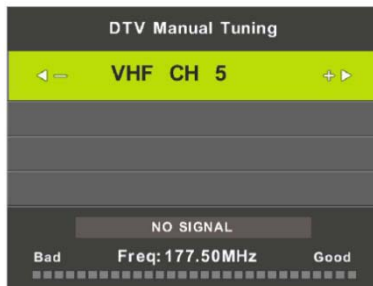 DTV Manual Tuning
VHF CH 5
NO SIGNAL
Bad Freq:177.50MHz Good